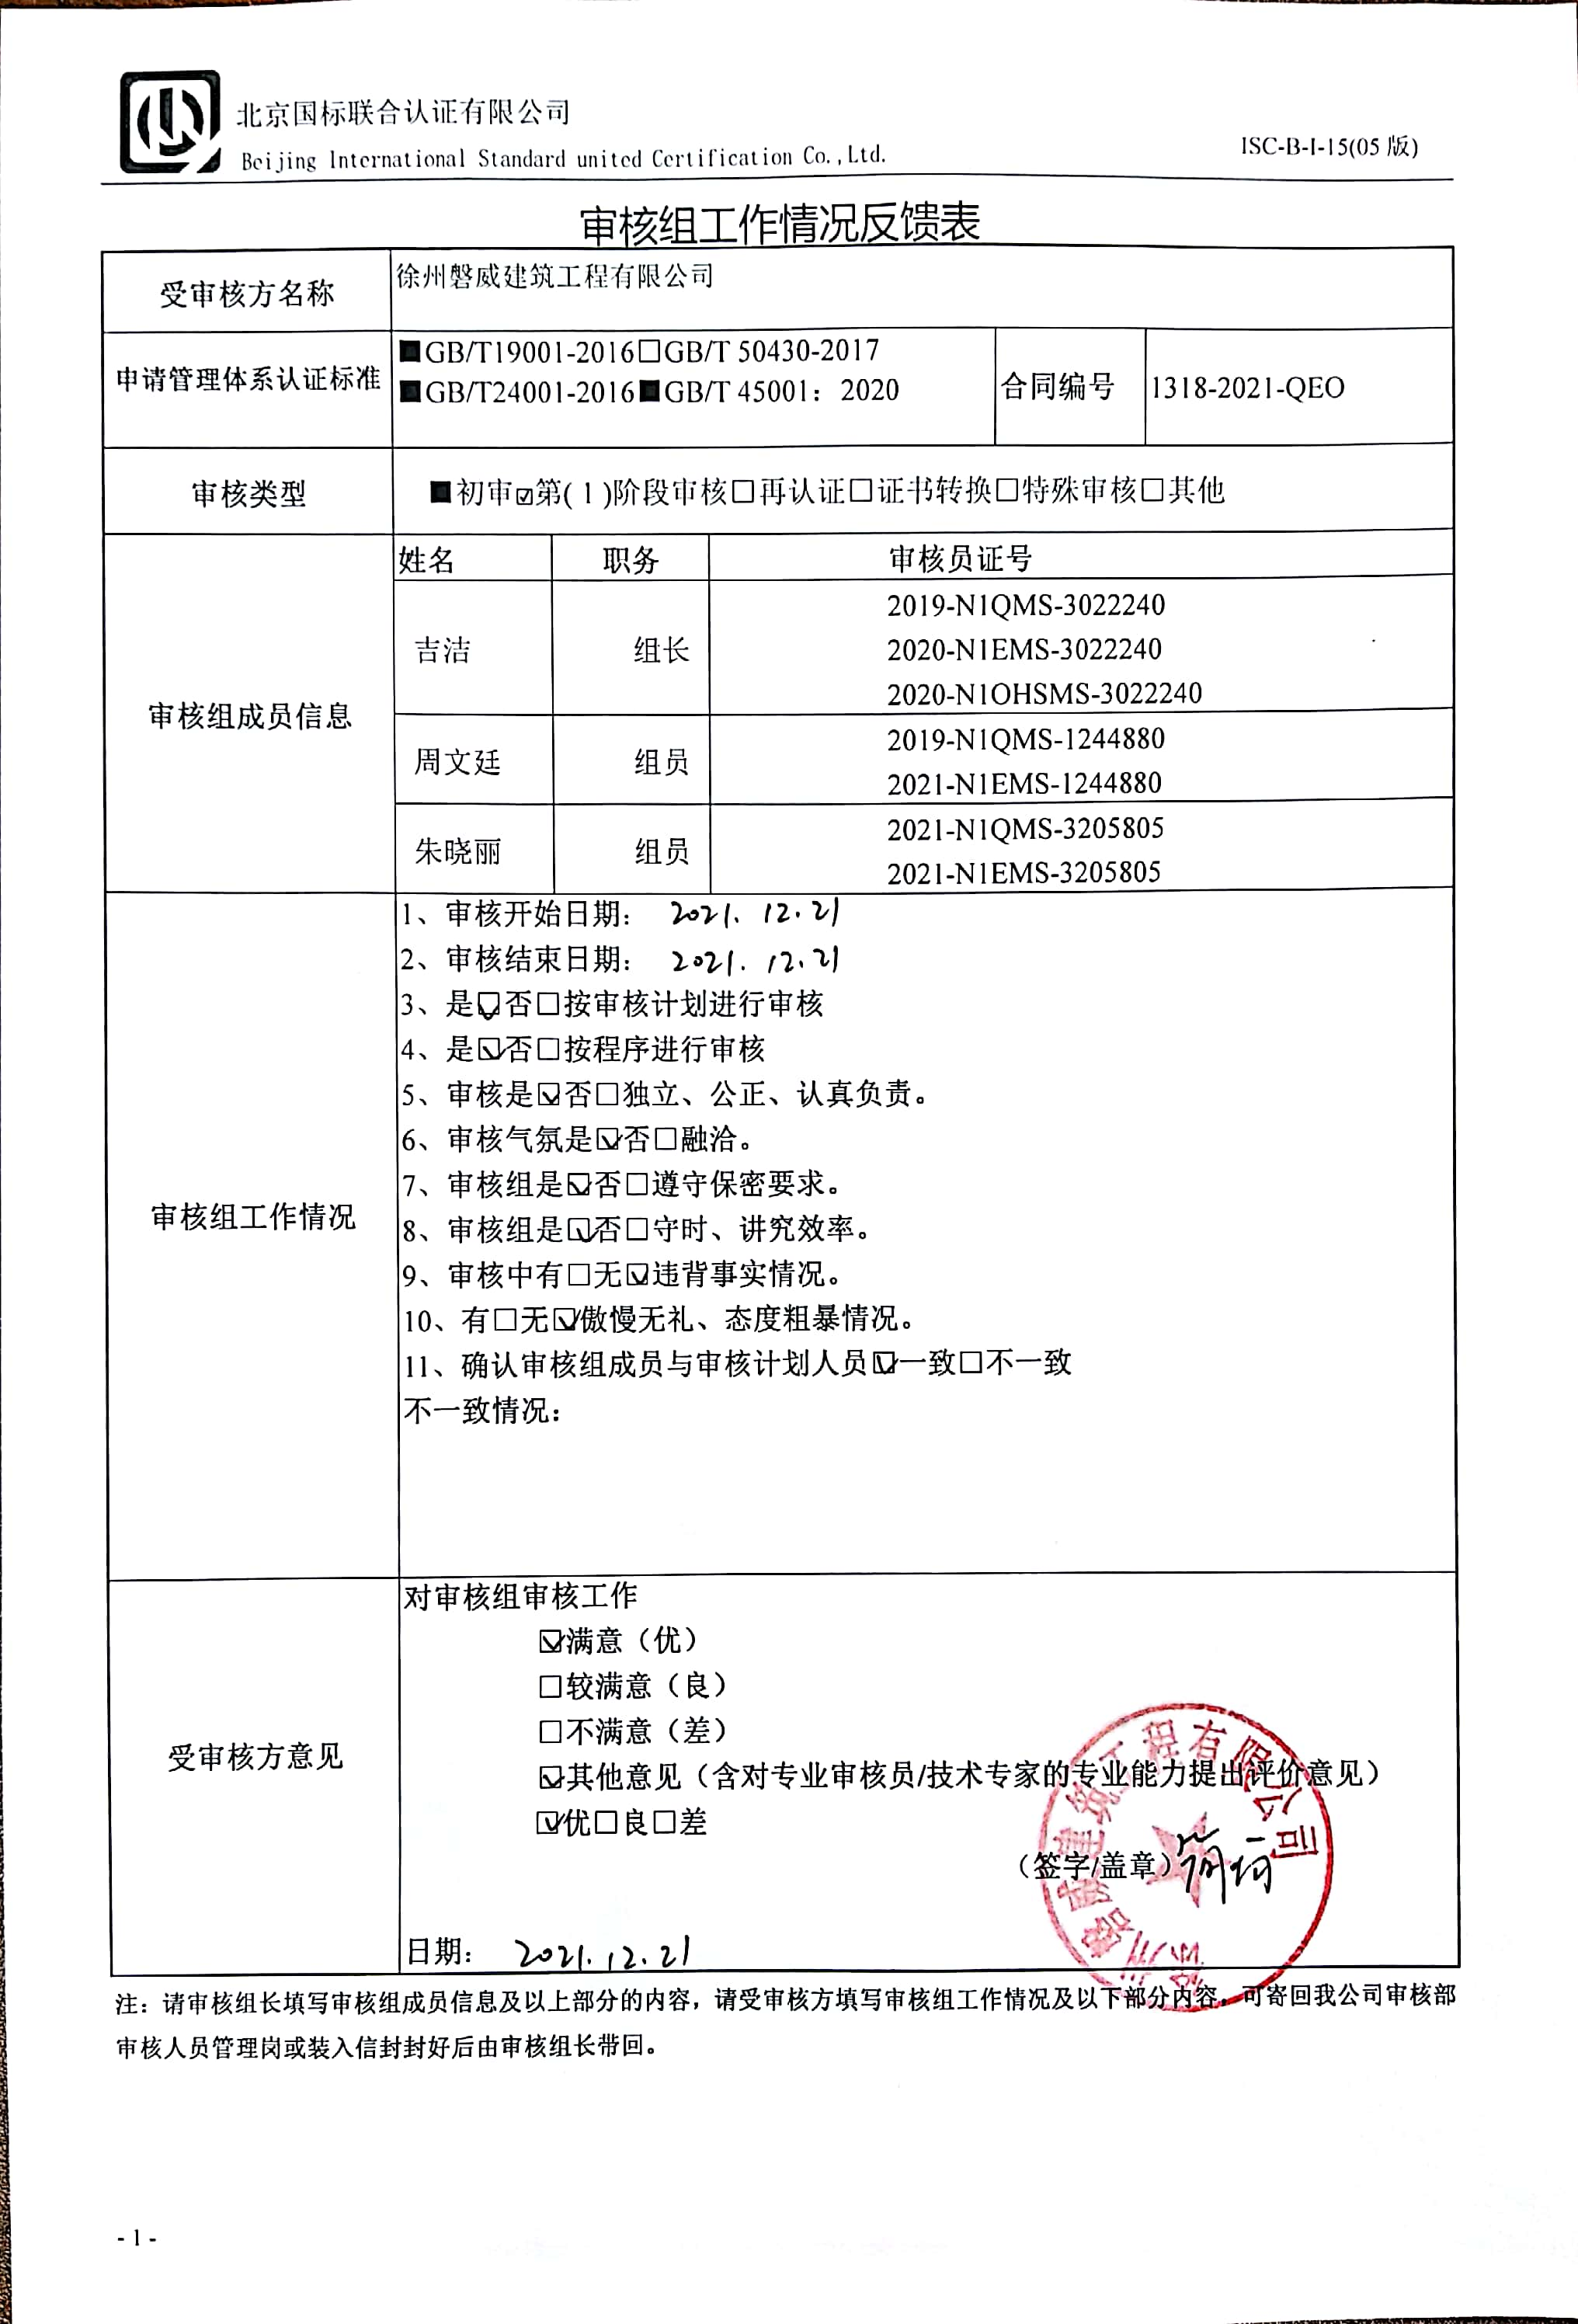 北京国标联合认证有限公司
Beijing International Standard united Certification Co.,Ltd.
ISC-B-I-15(05 版)
审核组工作情况反馈表
受审核方名称 徐州磐威建筑工程有限公司
申请管理体系认证标准
■GB/T19001-2016□GB/T 50430-2017
■GB/T24001-2016■GB/T 45001：2020
合同编号 1318-2021-QEO
审核类型 ■初审☑第(1)阶段审核□再认证□证书转换□特殊审核□其他
审核组成员信息
姓名 职务 审核员证号
吉洁 组长
2019-N1QMS-3022240
2020-N1EMS-3022240
2020-N1OHSMS-3022240
周文廷 组员
2019-N1QMS-1244880
2021-N1EMS-1244880
朱晓丽 组员
2021-N1QMS-3205805
2021-N1EMS-3205805
审核组工作情况
1、审核开始日期： 2021.12.21
2、审核结束日期： 2021.12.21
3、是☑否□按审核计划进行审核
4、是☑否□按程序进行审核
5、审核是☑否□独立、公正、认真负责。
6、审核气氛是☑否□融洽。
7、审核组是☑否□遵守保密要求。
8、审核组是☑否□守时、讲究效率。
9、审核中有□无☑违背事实情况。
10、有□无☑傲慢无礼、态度粗暴情况。
11、确认审核组成员与审核计划人员☑一致□不一致
不一致情况：
受审核方意见
对审核组审核工作
☑满意（优）
□较满意（良）
□不满意（差）
☑其他意见（含对专业审核员/技术专家的专业能力提出评价意见）
☑优□良□差
（签字/盖章）
徐州磐威建筑工程有限公司
日期： 2021.12.21
注：请审核组长填写审核组成员信息及以上部分的内容，请受审核方填写审核组工作情况及以下部分内容，可寄回我公司审核部
审核人员管理岗或装入信封封好后由审核组长带回。
- 1 -